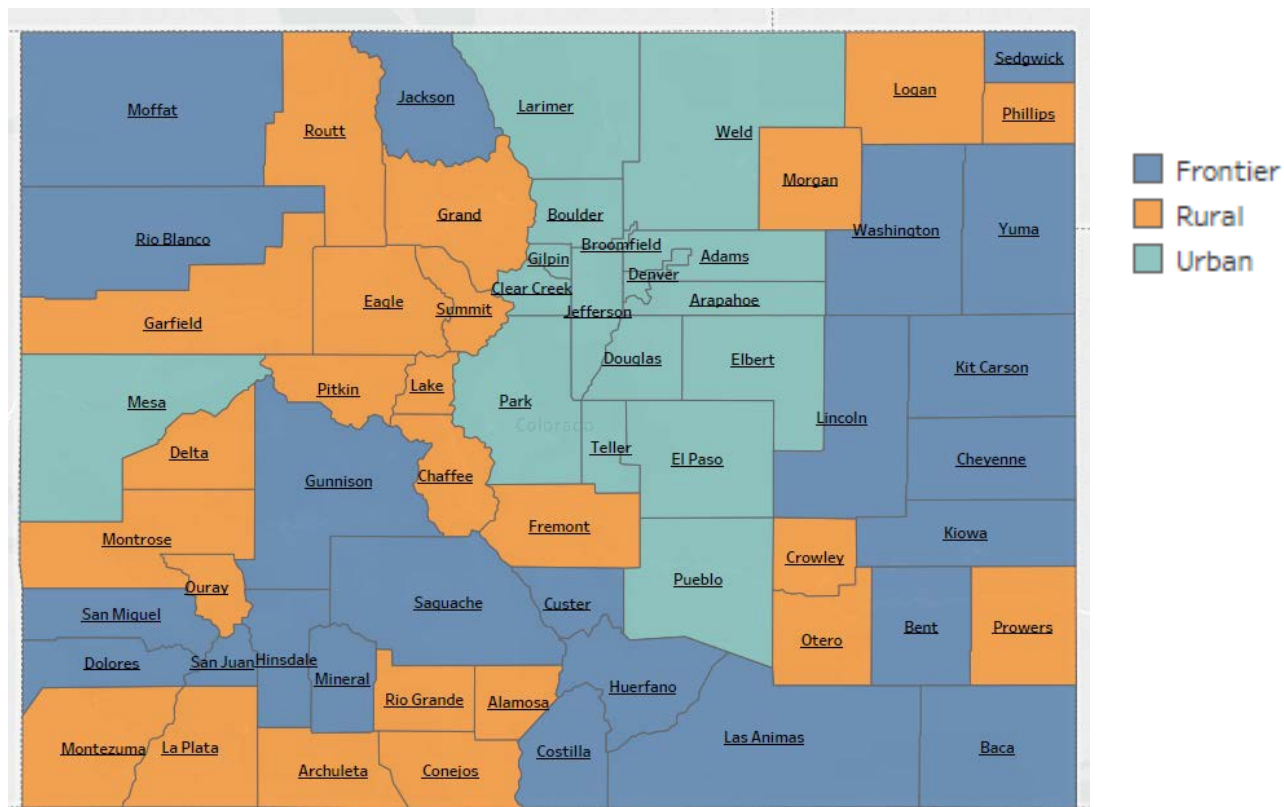 Sedgwick
Logan
Jackson
Larimer
Moffat
Phillips
Routt
Weld
Morgan
Grand
Boulder
Washington
Yuma
Rio Blanco
Broomfield
Gilpin
Adams
Denver
Clear Creek
Arapahoe
Eagle
Summit
Jefferson
Garfield
Douglas
Elbert
Kit Carson
Lake
Pitkin
Mesa
Park
Lincoln
Colorado
Delta
Teller
El Paso
Cheyenne
Chaffee
Gunnison
Fremont
Kiowa
Montrose
Crowley
Pueblo
Ouray
Saguache
Custer
San Miguel
Bent
Prowers
Otero
San Juan
Hinsdale
Dolores
Mineral
Huerfano
Rio Grande
Alamosa
Las Animas
Montezuma
La Plata
Costilla
Baca
Archuleta
Conejos
Frontier
Rural
Urban